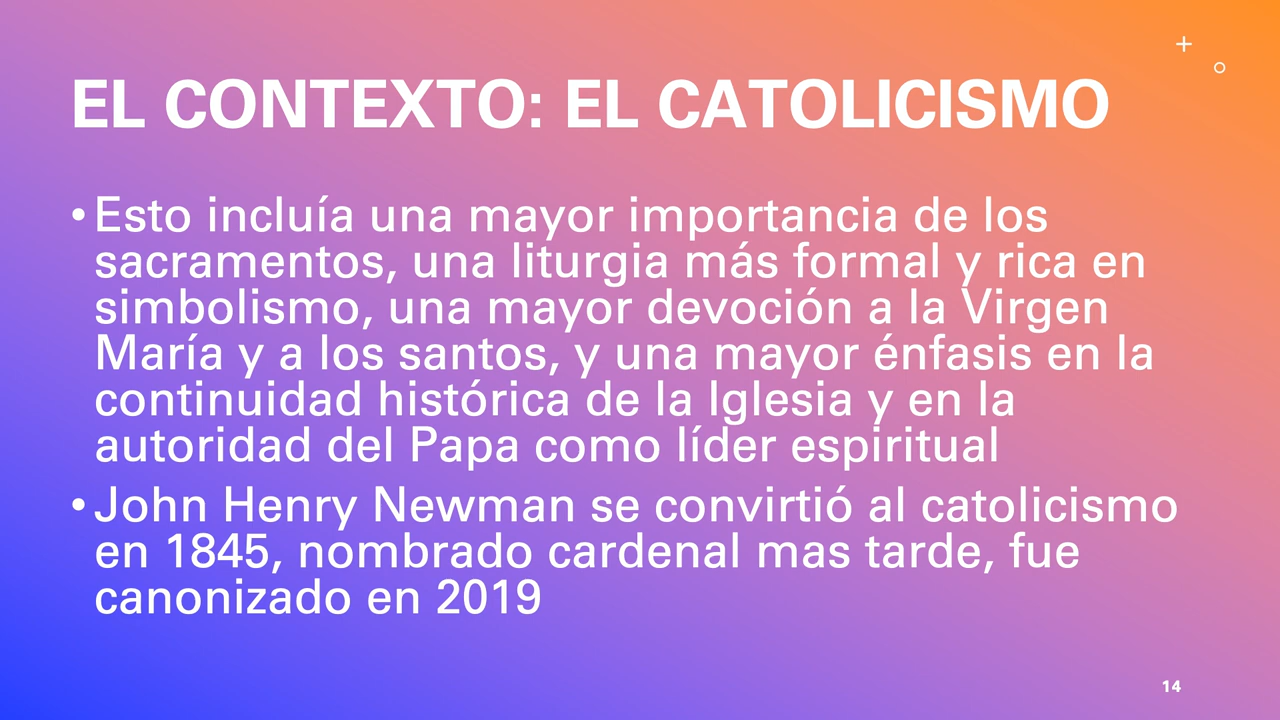 EL CONTEXTO: EL CATOLICISMO
• Esto incluía una mayor importancia de los
sacramentos, una liturgia más formal y rica en
simbolismo, una mayor devoción a la Virgen
María y a los santos, y una mayor énfasis en la
continuidad histórica de la Iglesia y en la
autoridad del Papa como líder espiritual
• John Henry Newman se convirtió al catolicismo
en 1845, nombrado cardenal mas tarde, fue
canonizado en 2019
14